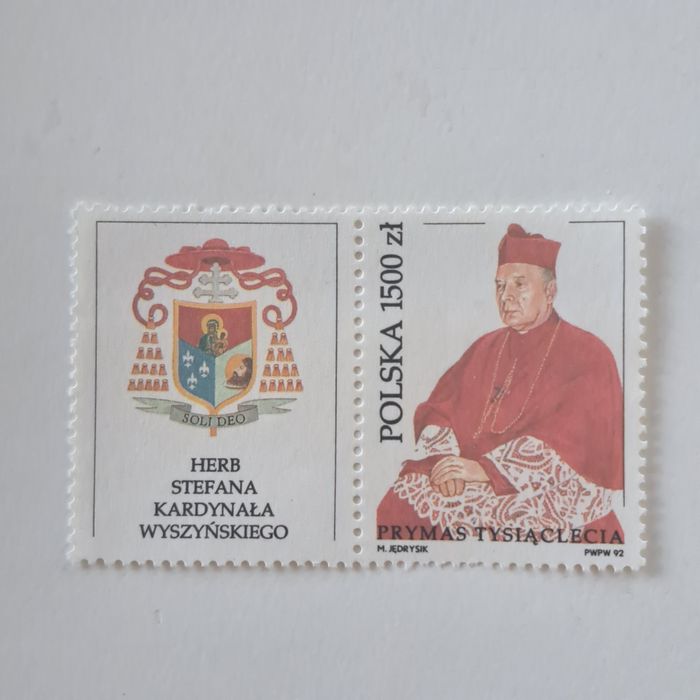 SOLI DEO
HERB
STEFANA
KARDYNAŁA
WYSZYŃSKIEGO
POLSKA 1500 zł
PRYMAS TYSIĄCLECIA
M. JĘDRYSIK
PWPW 92